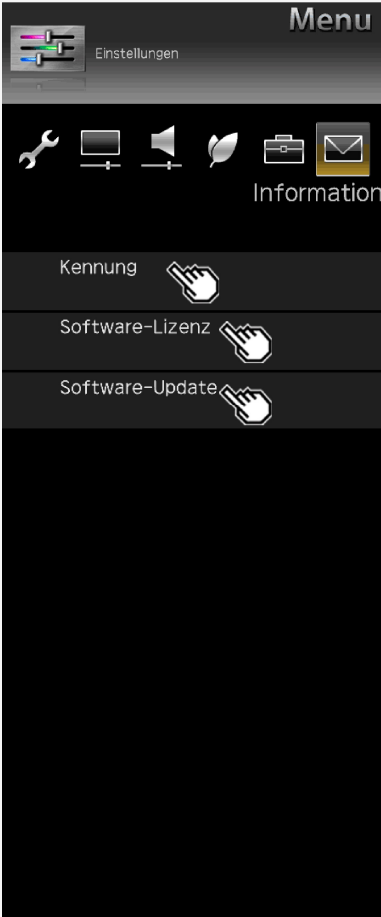 Menu
Einstellungen
Information
Kennung
Software-Lizenz
Software-Update